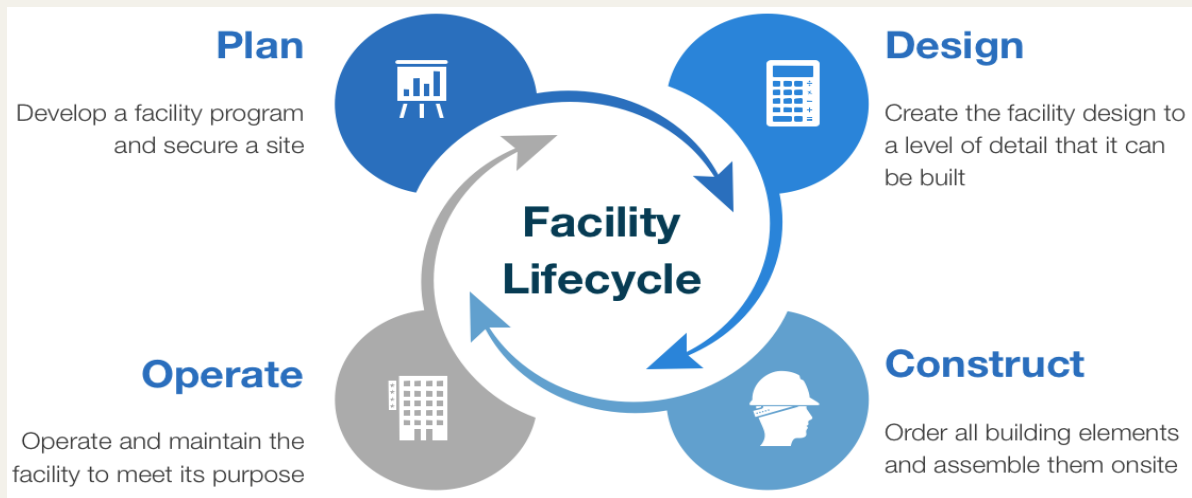 Plan
Develop a facility program
and secure a site
Design
Create the facility design to
a level of detail that it can
be built
Facility
Lifecycle
Operate
Operate and maintain the
facility to meet its purpose
Construct
Order all building elements
and assemble them onsite